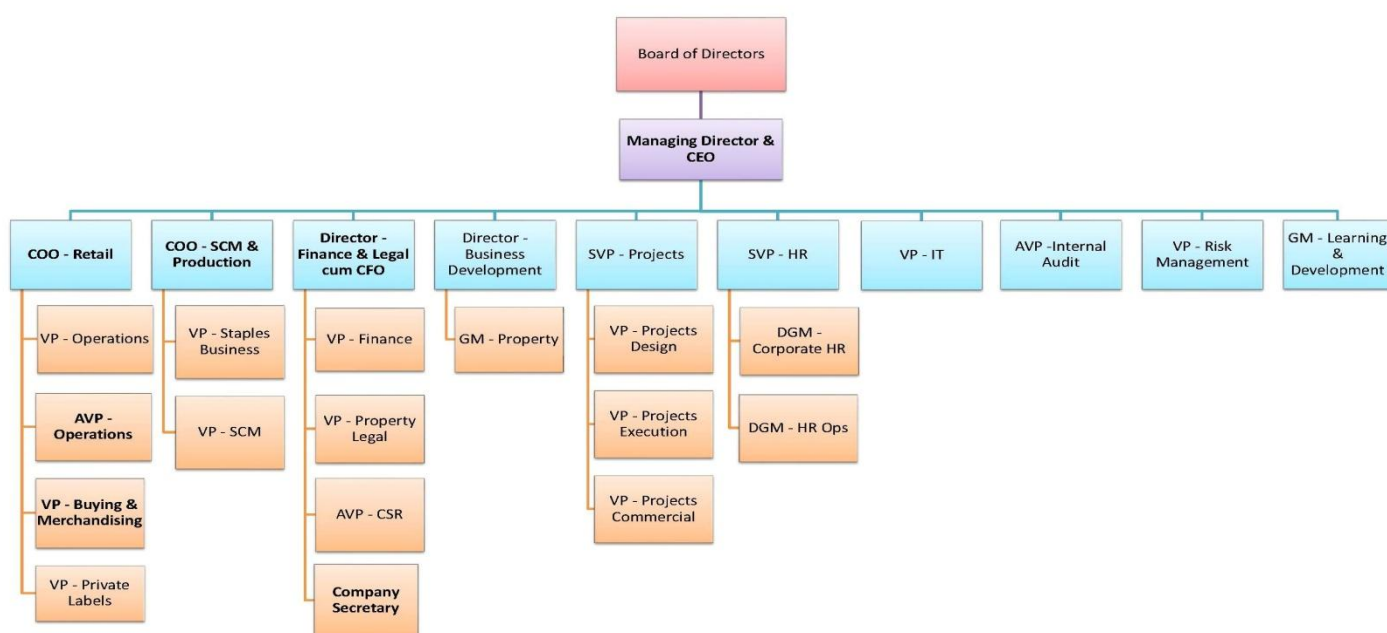 Board of Directors
Managing Director &
CEO
COO - Retail
COO - SCM &
Production
Director -
Finance & Legal
cum CFO
Director -
Business
Development
SVP - Projects
SVP - HR
VP - IT
AVP -Internal
Audit
VP - Risk
Management
GM - Learning
&
Development
VP - Operations
AVP -
Operations
VP - Buying &
Merchandising
VP - Private
Labels
VP - Staples
Business
VP - SCM
VP - Finance
VP - Property
Legal
AVP - CSR
Company
Secretary
GM - Property
VP - Projects
Design
VP - Projects
Execution
VP - Projects
Commercial
DGM -
Corporate HR
DGM - HR Ops